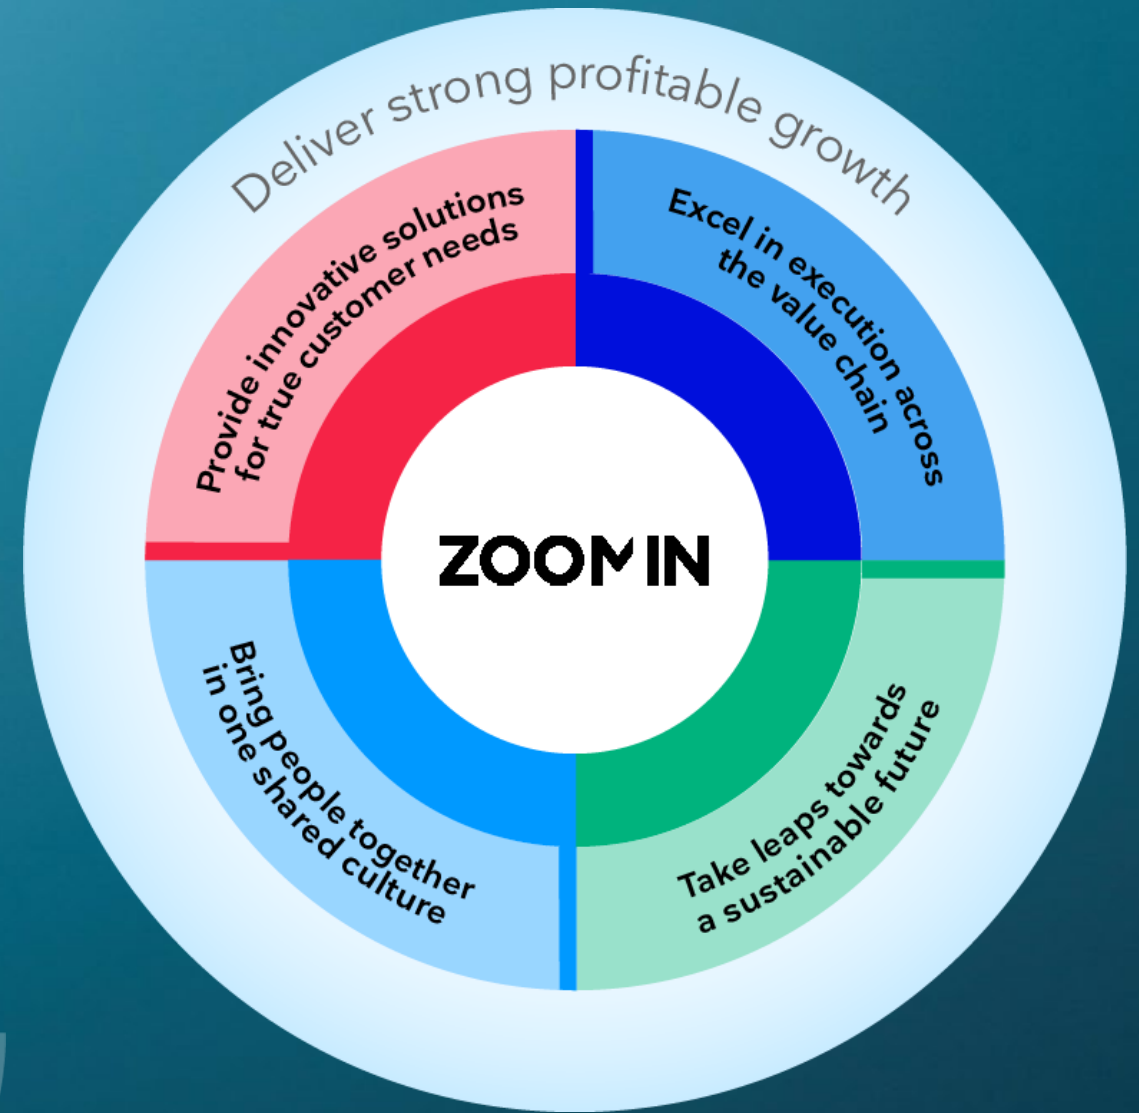 Deliver strong profitable growth
Provide innovative solutions
for true customer needs
Excel in execution across
the value chain
ZOOM IN
Bring people together
in one shared culture
Take leaps towards
a sustainable future